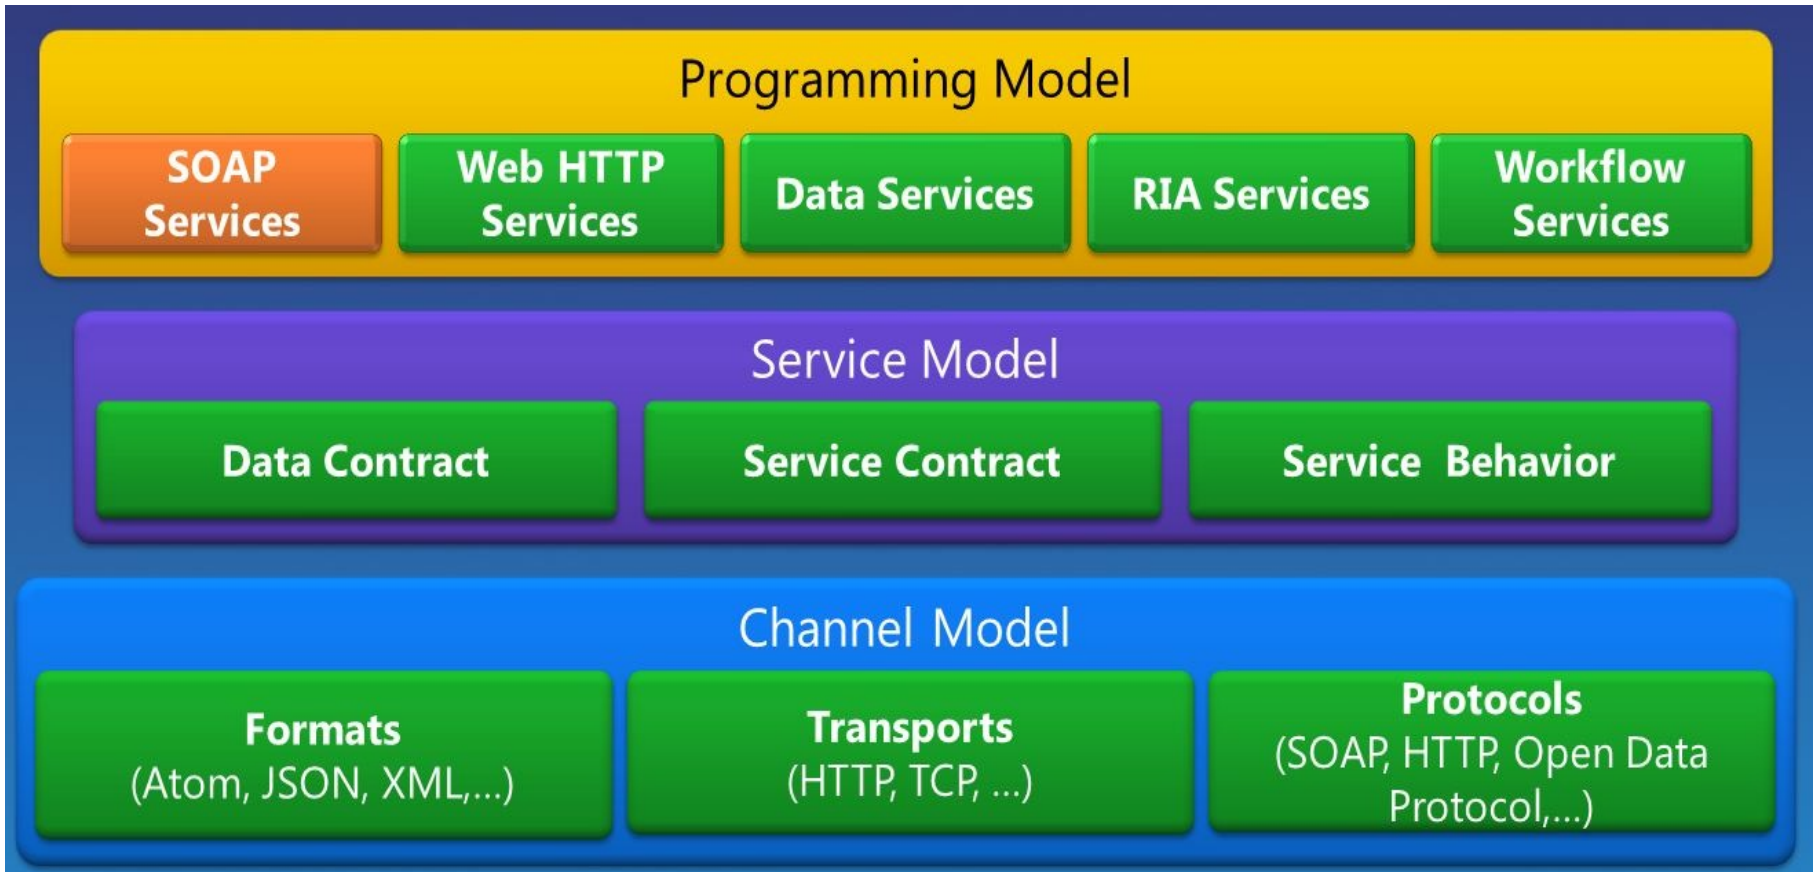 Programming Model
SOAP
Services
Web HTTP
Services
Data Services
RIA Services
Workflow
Services
Service Model
Data Contract
Service Contract
Service Behavior
Channel Model
Formats
(Atom, JSON, XML,...)
Transports
(HTTP, TCP, ...)
Protocols
(SOAP, HTTP, Open Data
Protocol,...)